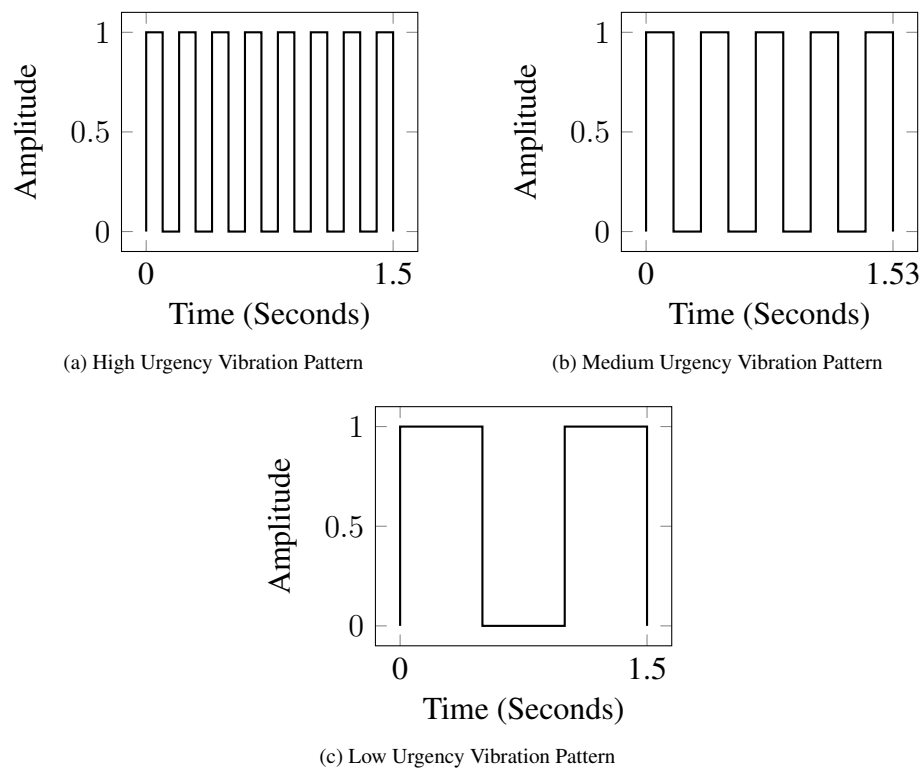 1
0.5
0
Amplitude
0
1.5
Time (Seconds)
(a) High Urgency Vibration Pattern
1
0.5
0
Amplitude
0
1.53
Time (Seconds)
(b) Medium Urgency Vibration Pattern
1
0.5
0
Amplitude
0
1.5
Time (Seconds)
(c) Low Urgency Vibration Pattern